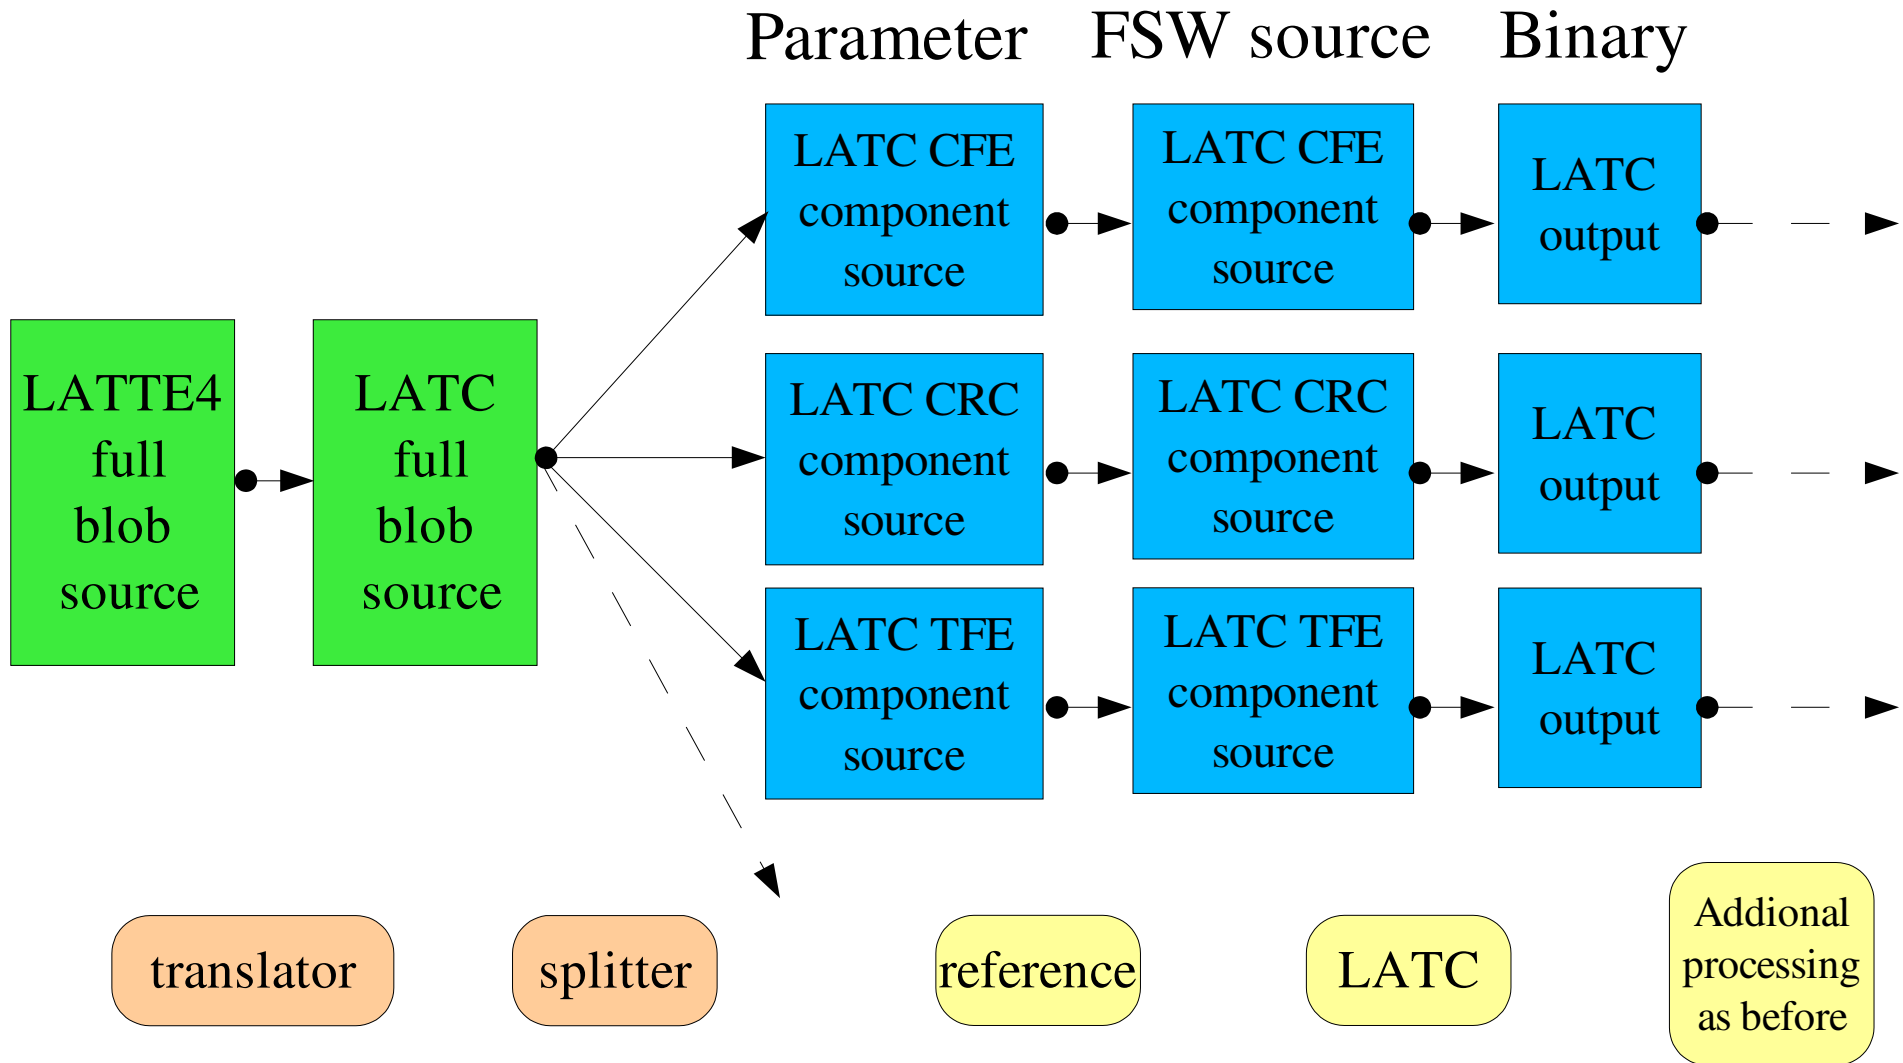 Parameter FSW source Binary
LATTE4
full
blob
source
LATC
full
blob
source
LATC CFE
component
source
LATC CFE
component
source
LATC
output
LATC CRC
component
source
LATC CRC
component
source
LATC
output
LATC TFE
component
source
LATC TFE
component
source
LATC
output
translator
splitter
reference
LATC
Addional
processing
as before